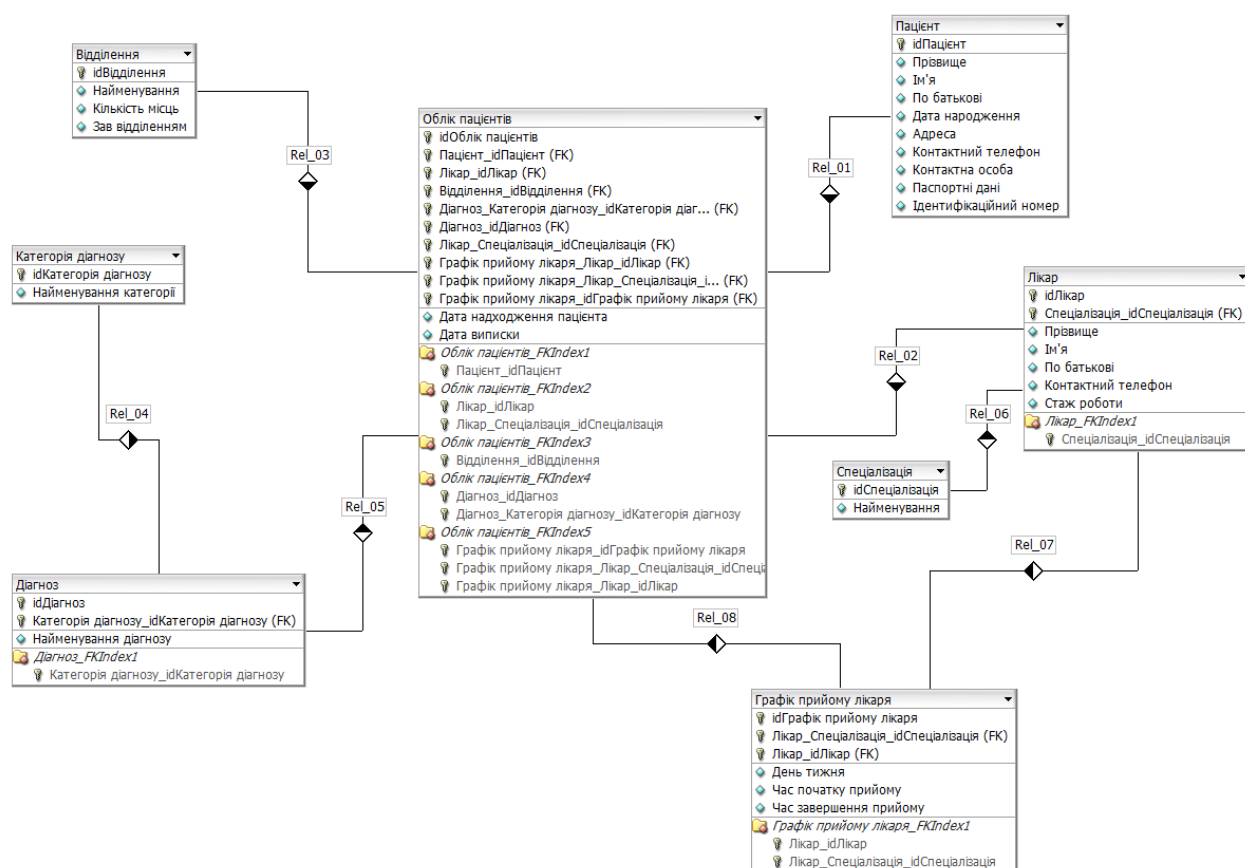 Відділення
idВідділення
Найменування
Кількість місць
Зав відділенням
Rel_03
Категорія діагнозу
idКатегорія діагнозу
Найменування категорії
Rel_04
Діагноз
idДіагноз
Категорія діагнозу_idКатегорія діагнозу (FK)
Найменування діагнозу
Діагноз_FKIndex1
Категорія діагнозу_idКатегорія діагнозу
Rel_05
Облік пацієнтів
idОблік пацієнтів
Пацієнт_idПацієнт (FK)
Лікар_idЛікар (FK)
Відділення_idВідділення (FK)
Діагноз_Категорія діагнозу_idКатегорія діаг... (FK)
Діагноз_idДіагноз (FK)
Лікар_Спеціалізація_idСпеціалізація (FK)
Графік прийому лікаря_Лікар_idЛікар (FK)
Графік прийому лікаря_Лікар_Спеціалізація_і... (FK)
Графік прийому лікаря_idГрафік прийому лікаря (FK)
Дата надходження пацієнта
Дата виписки
Облік пацієнтів_FKIndex1
Пацієнт_idПацієнт
Облік пацієнтів_FKIndex2
Лікар_idЛікар
Лікар_Спеціалізація_idСпеціалізація
Облік пацієнтів_FKIndex3
Відділення_idВідділення
Облік пацієнтів_FKIndex4
Діагноз_idДіагноз
Діагноз_Категорія діагнозу_idКатегорія діагнозу
Облік пацієнтів_FKIndex5
Графік прийому лікаря_idГрафік прийому лікаря
Графік прийому лікаря_Лікар_Спеціалізація_idСпеці
Графік прийому лікаря_Лікар_idЛікар
Rel_01
Пацієнт
idПацієнт
Прізвище
Ім'я
По батькові
Дата народження
Адреса
Контактний телефон
Контактна особа
Паспортні дані
Ідентифікаційний номер
Rel_02
Лікар
idЛікар
Спеціалізація_idСпеціалізація (FK)
Прізвище
Ім'я
По батькові
Контактний телефон
Стаж роботи
Лікар_FKIndex1
Спеціалізація_idСпеціалізація
Rel_06
Спеціалізація
idСпеціалізація
Найменування
Rel_07
Rel_08
Графік прийому лікаря
idГрафік прийому лікаря
Лікар_Спеціалізація_idСпеціалізація (FK)
Лікар_idЛікар (FK)
День тижня
Час початку прийому
Час завершення прийому
Графік прийому лікаря_FKIndex1
Лікар_idЛікар
Лікар_Спеціалізація_idСпеціалізація